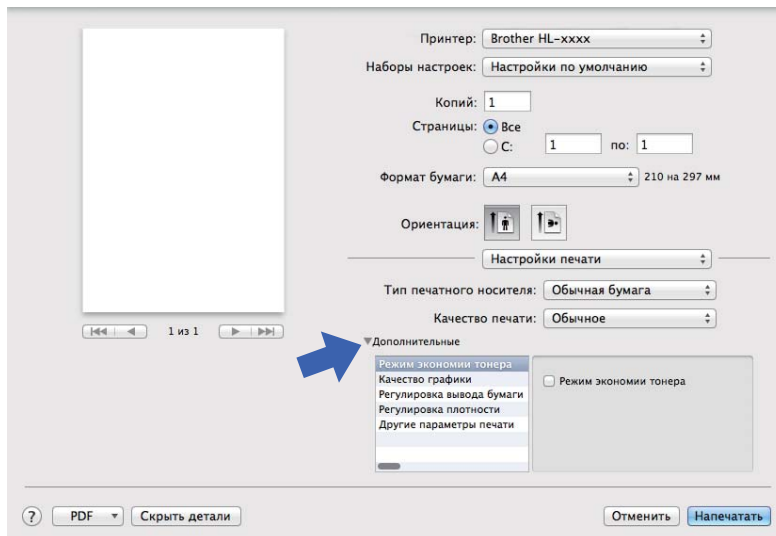 Принтер: Brother HL-xxxx
Наборы настроек: Настройки по умолчанию
Копий: 1
Страницы: Все
С: 1 по: 1
Формат бумаги: A4 210 на 297 мм
Ориентация:
Настройки печати
Тип печатного носителя: Обычная бумага
Качество печати: Обычное
1 из 1
Дополнительные
Режим экономии тонера
Качество графики
Регулировка вывода бумаги
Регулировка плотности
Другие параметры печати
Режим экономии тонера
? PDF Скрыть детали Отменить Напечатать